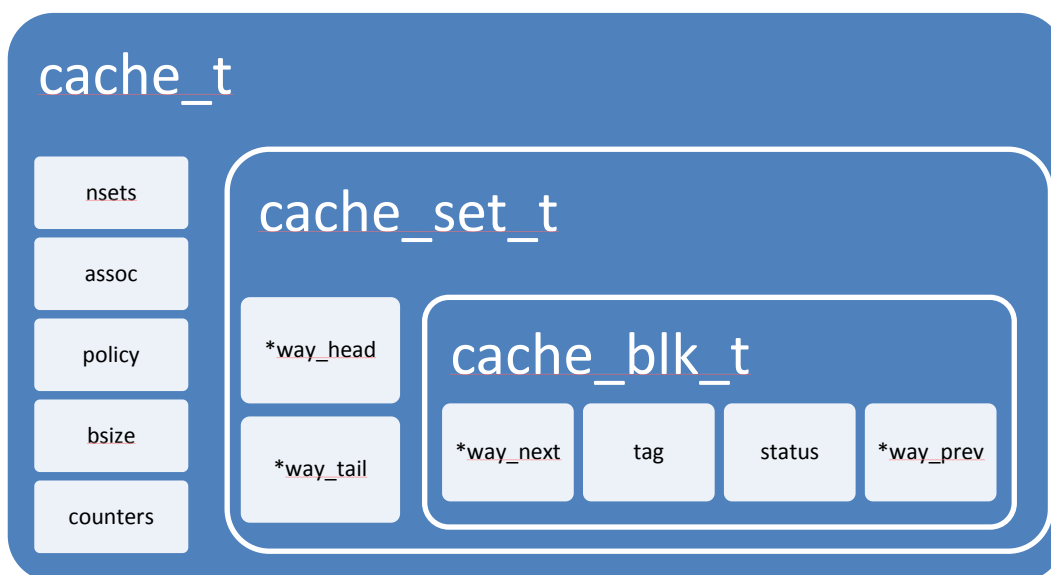 cache_t
nsets
assoc
policy
bsize
counters
cache_set_t
*way_head
*way_tail
cache_blk_t
*way_next
tag
status
*way_prev